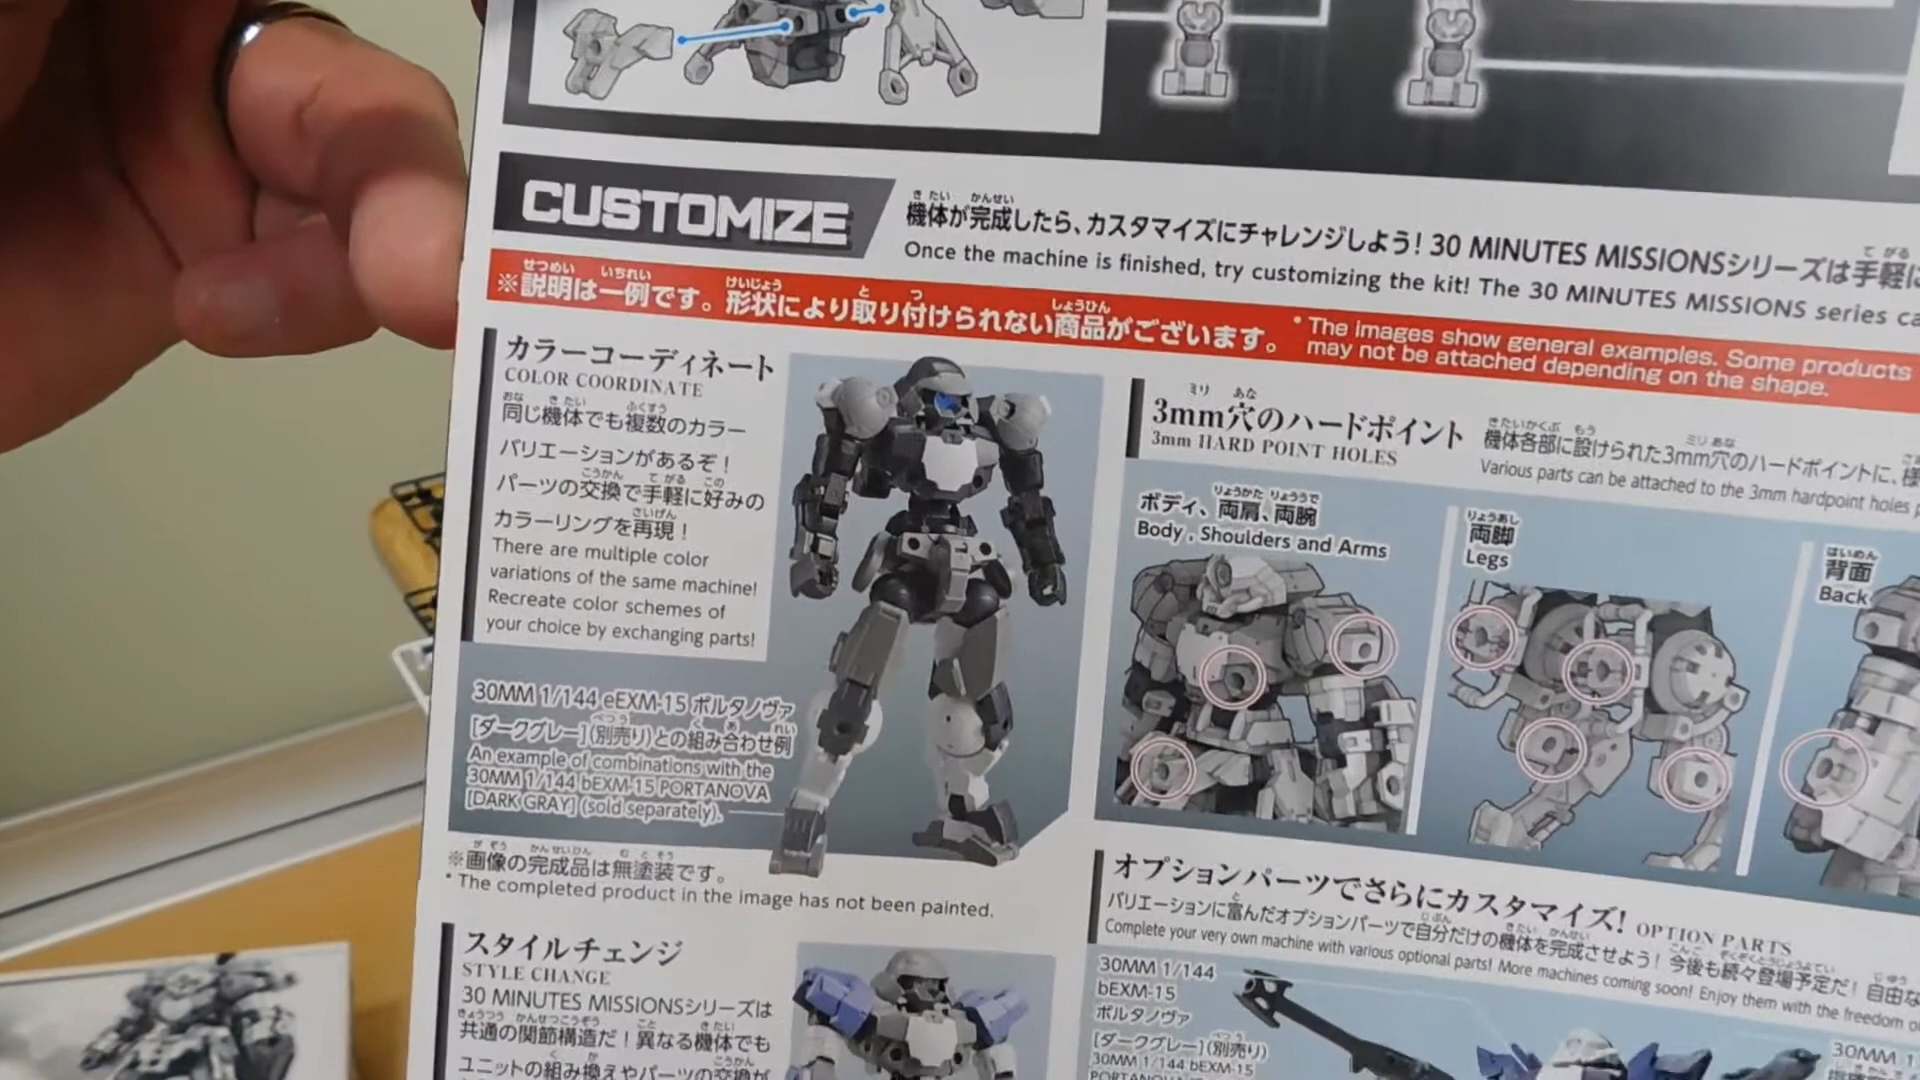 CUSTOMIZE
機体が完成したら、カスタマイズにチャレンジしよう! 30 MINUTES MISSIONSシリーズは手軽に
Once the machine is finished, try customizing the kit! The 30 MINUTES MISSIONS series ca
※説明は一例です。形状により取り付けられない商品がございます。
* The images show general examples. Some products
may not be attached depending on the shape.
カラーコーディネート
COLOR COORDINATE
同じ機体でも複数のカラー
バリエーションがあるぞ!
パーツの交換で手軽に好みの
カラーリングを再現!
There are multiple color
variations of the same machine!
Recreate color schemes of
your choice by exchanging parts!
30MM 1/144 eEXM-15 ポルタノヴァ
[ダークグレー](別売り)との組み合わせ例
An example of combinations with the
30MM 1/144 bEXM-15 PORTANOVA
[DARK GRAY] (sold separately).
※画像の完成品は無塗装です。
* The completed product in the image has not been painted.
3mm穴のハードポイント
3mm HARD POINT HOLES
機体各部に設けられた3mm穴のハードポイントに、様
Various parts can be attached to the 3mm hardpoint holes
ボディ、両肩、両腕
Body , Shoulders and Arms
両脚
Legs
背面
Back
スタイルチェンジ
STYLE CHANGE
30 MINUTES MISSIONSシリーズは
共通の関節構造だ!異なる機体でも
ユニットの組み換えやパーツの交換が
オプションパーツでさらにカスタマイズ! OPTION PARTS
バリエーションに富んだオプションパーツで自分だけの機体を完成させよう!今後も続々登場予定だ!自由な
Complete your very own machine with various optional parts! More machines coming soon! Enjoy them with the freedom
30MM 1/144
bEXM-15
ポルタノヴァ
[ダークグレー](別売り)
30MM 1/144 bEXM-15
30MM